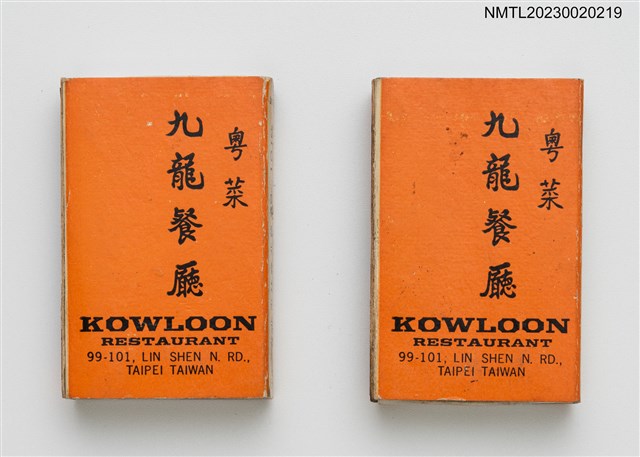 NMTL20230020219
粵菜
九龍餐廳
KOWLOON
RESTAURANT
99-101, LIN SHEN N. RD.,
TAIPEI TAIWAN
粵菜
九龍餐廳
KOWLOON
RESTAURANT
99-101, LIN SHEN N. RD.,
TAIPEI TAIWAN